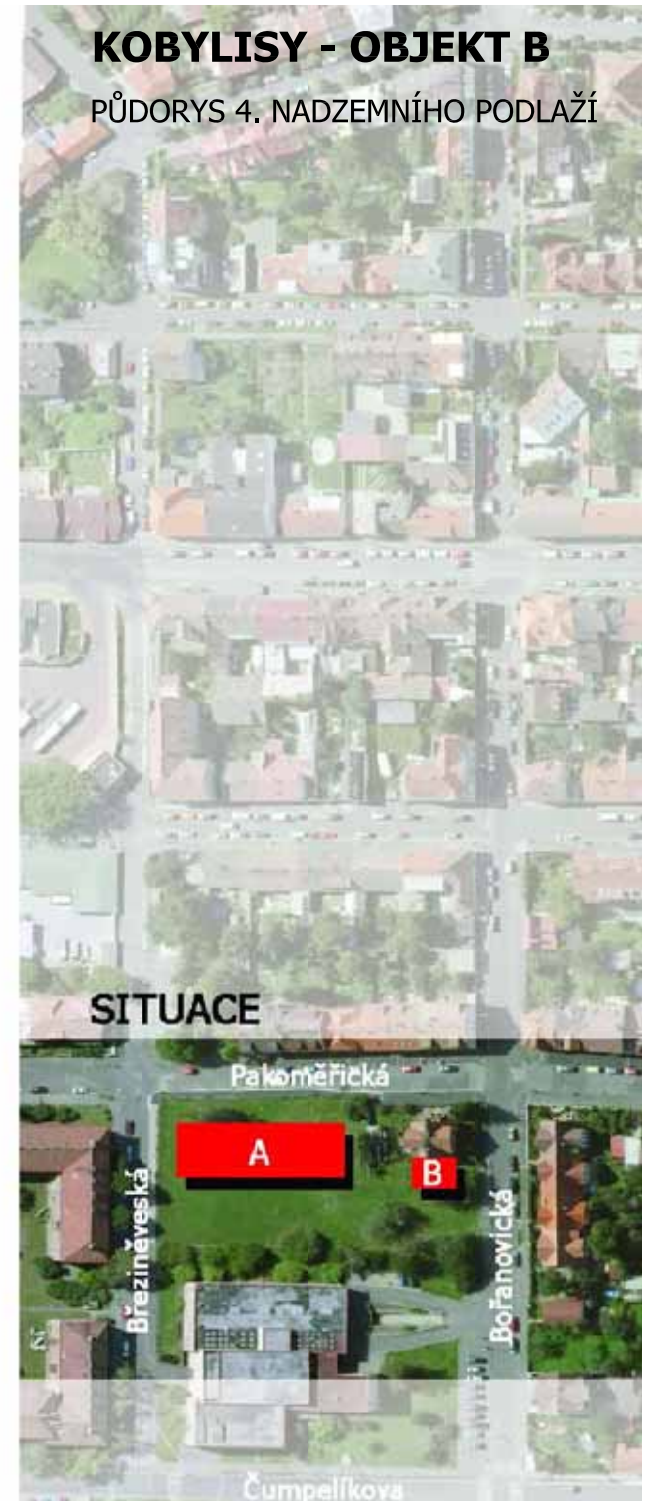 KOBYLISY - OBJEKT B
PŮDORYS 4. NADZEMNÍHO PODLAŽÍ
SITUACE
Pakoměřická
A
B
Březiněveská
Bořanovická
Čumpelíkova